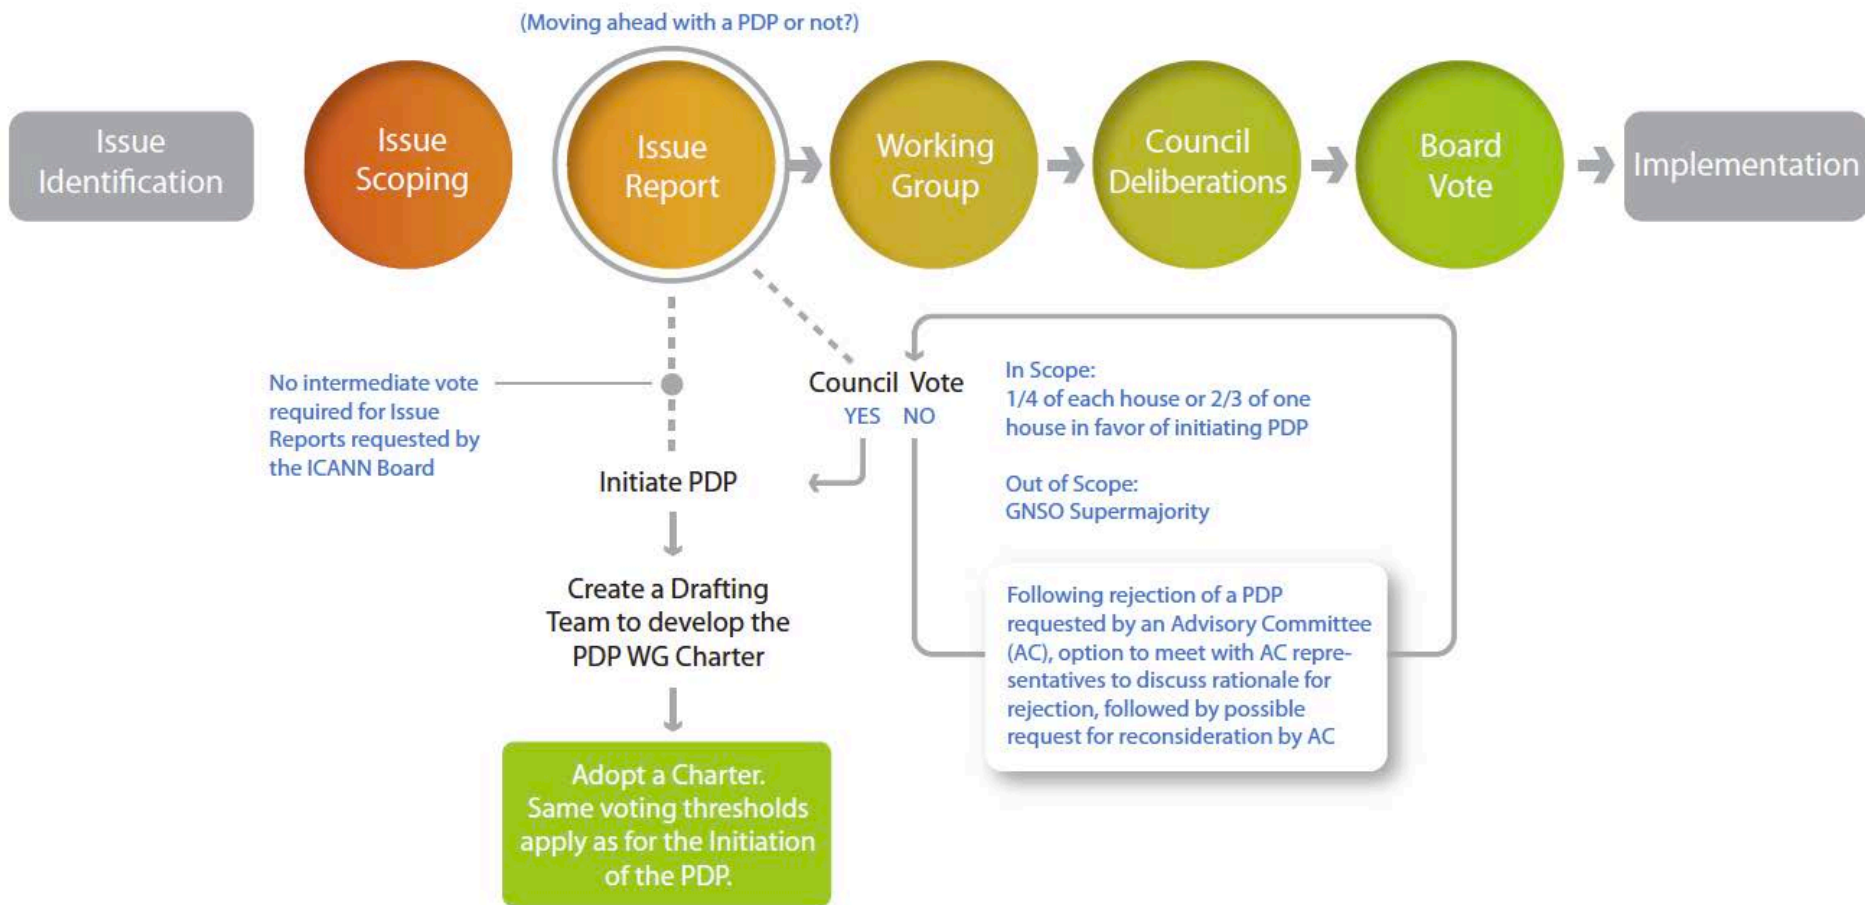 (Moving ahead with a PDP or not?)
Issue
Identification
Issue
Scoping
Issue
Report
Working
Group
Council
Deliberations
Board
Vote
Implementation
No intermediate vote
required for Issue
Reports requested by
the ICANN Board
Council Vote
YES NO
In Scope:
1/4 of each house or 2/3 of one
house in favor of initiating PDP
Out of Scope:
GNSO Supermajority
Initiate PDP
Create a Drafting
Team to develop the
PDP WG Charter
Following rejection of a PDP
requested by an Advisory Committee
(AC), option to meet with AC repre-
sentatives to discuss rationale for
rejection, followed by possible
request for reconsideration by AC
Adopt a Charter.
Same voting thresholds
apply as for the Initiation
of the PDP.